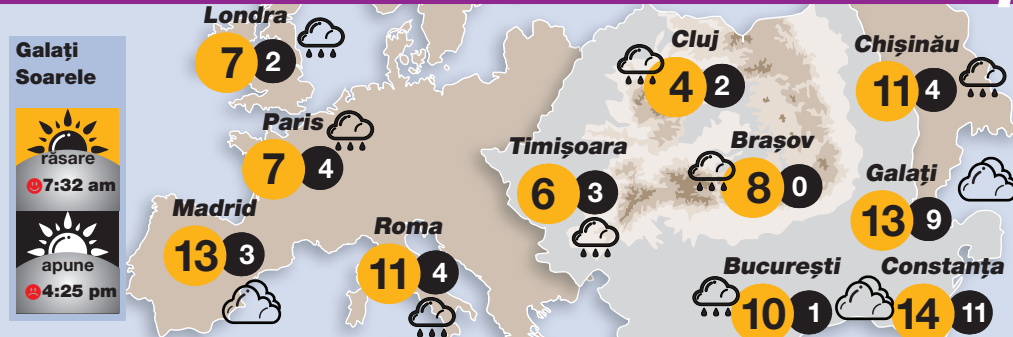 Galați
Soarele
răsare
7:32 am
apune
4:25 pm
Londra
7 2
Paris
7 4
Madrid
13 3
Roma
11 4
Cluj
4 2
Timișoara
6 3
Brașov
8 0
Chișinău
11 4
Galați
13 9
București
10 1
Constanța
14 11